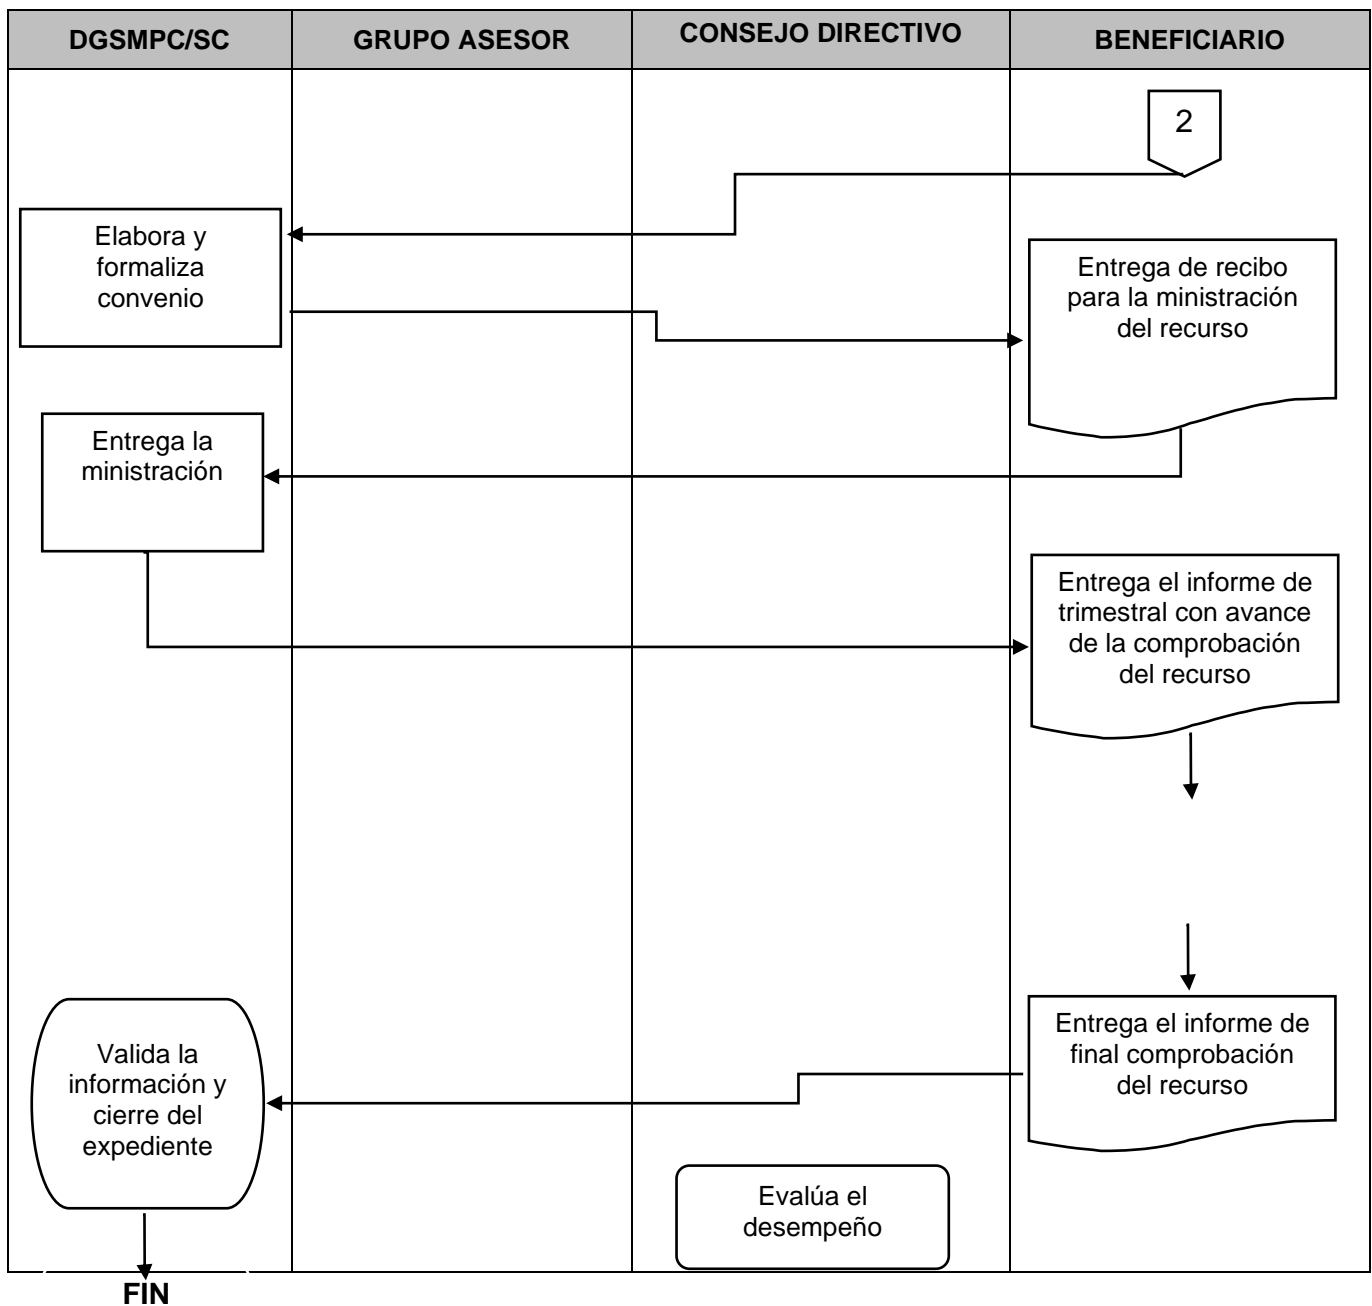 DGSMPC/SC
GRUPO ASESOR
CONSEJO DIRECTIVO
BENEFICIARIO
2
Elabora y
formaliza
convenio
Entrega de recibo
para la ministración
del recurso
Entrega la
ministración
Entrega el informe de
trimestral con avance
de la comprobación
del recurso
Entrega el informe de
final comprobación
del recurso
Valida la
información y
cierre del
expediente
Evalúa el
desempeño
FIN